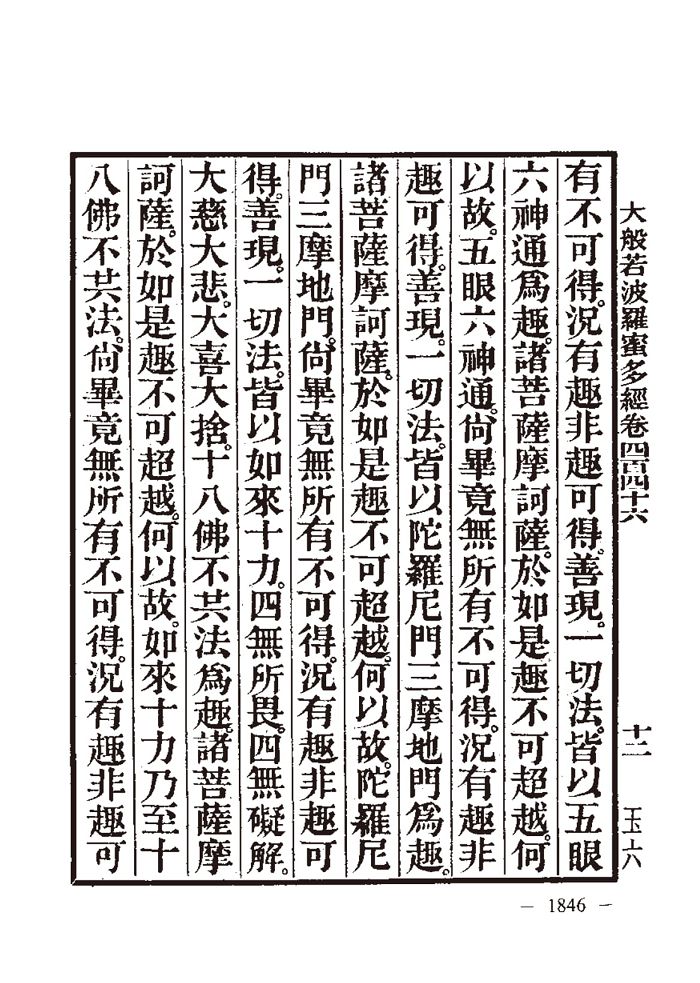 大般若波羅蜜多經卷四百四十六 十二 玉六
有不可得。況有趣非趣可得。善現。一切法。皆以五眼
六神通爲趣。諸菩薩摩訶薩。於如是趣不可超越。何
以故。五眼六神通。尙畢竟無所有不可得。況有趣非
趣可得。善現。一切法。皆以陀羅尼門三摩地門爲趣。
諸菩薩摩訶薩。於如是趣不可超越。何以故。陀羅尼
門三摩地門。尙畢竟無所有不可得。況有趣非趣可
得。善現。一切法。皆以如來十力。四無所畏。四無礙解。
大慈大悲。大喜大捨。十八佛不共法爲趣。諸菩薩摩
訶薩。於如是趣不可超越。何以故。如來十力乃至十
八佛不共法。尙畢竟無所有不可得。況有趣非趣可
— 1846 —